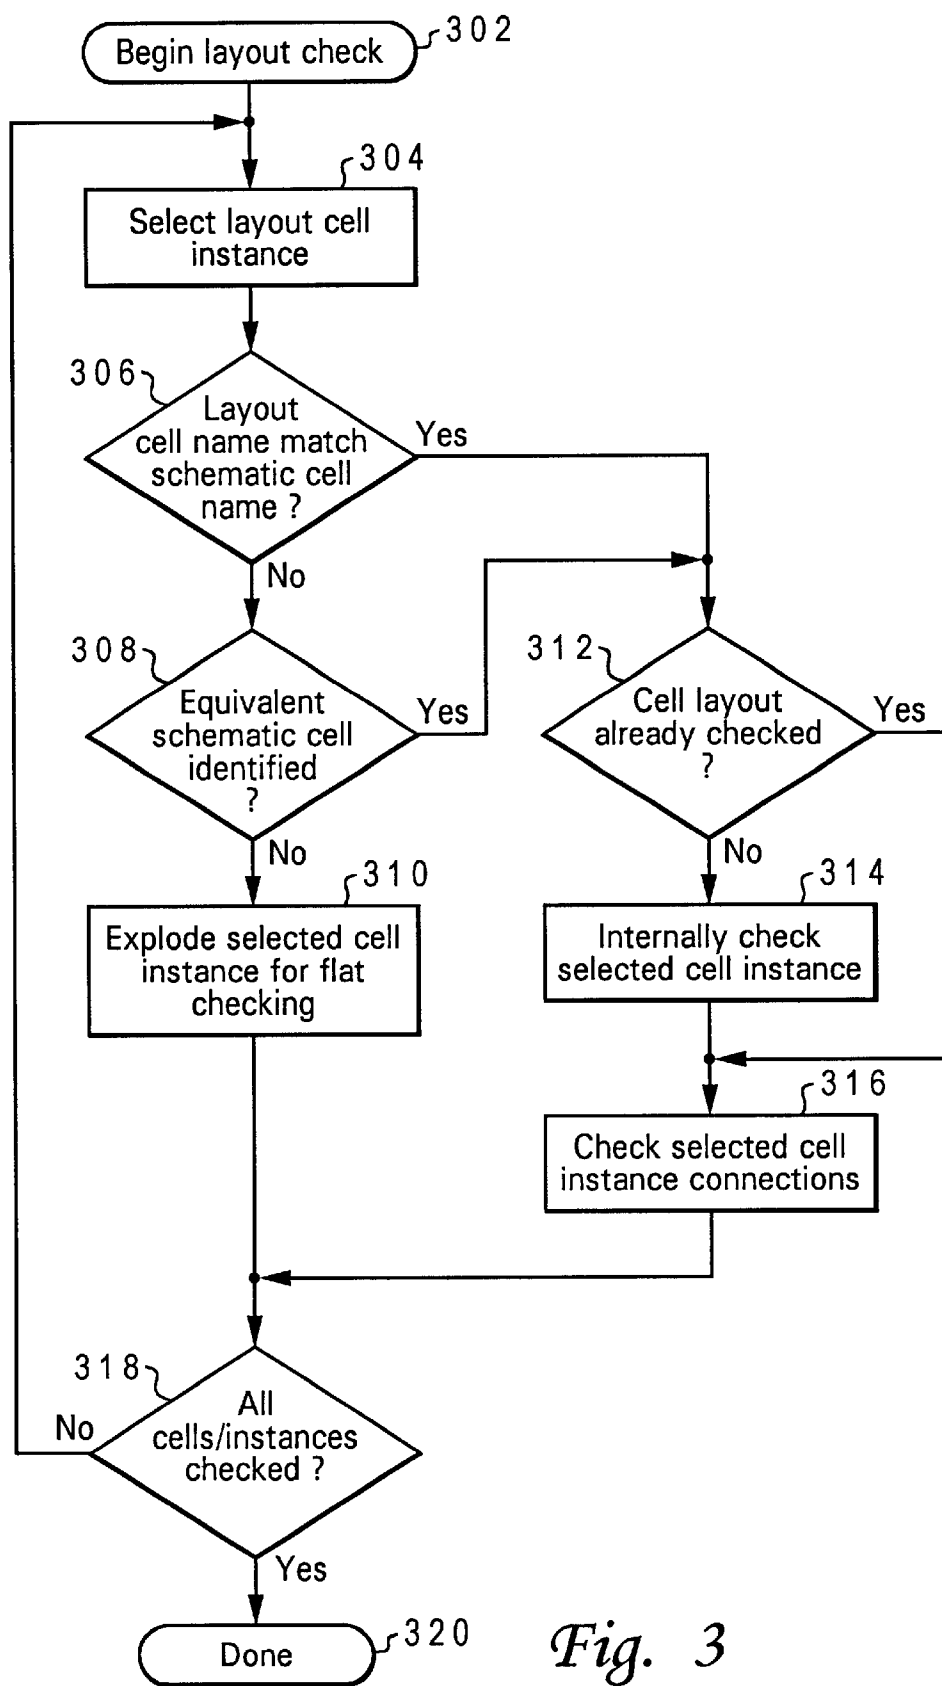 302
Begin layout check
304
Select layout cell
instance
306
Layout
cell name match
schematic cell
name ?
Yes
No
308
Equivalent
schematic cell
identified
?
Yes
No
312
Cell layout
already checked
?
Yes
No
310
Explode selected cell
instance for flat
checking
314
Internally check
selected cell instance
316
Check selected cell
instance connections
318
All
cells/instances
checked ?
No
Yes
320
Done
Fig. 3